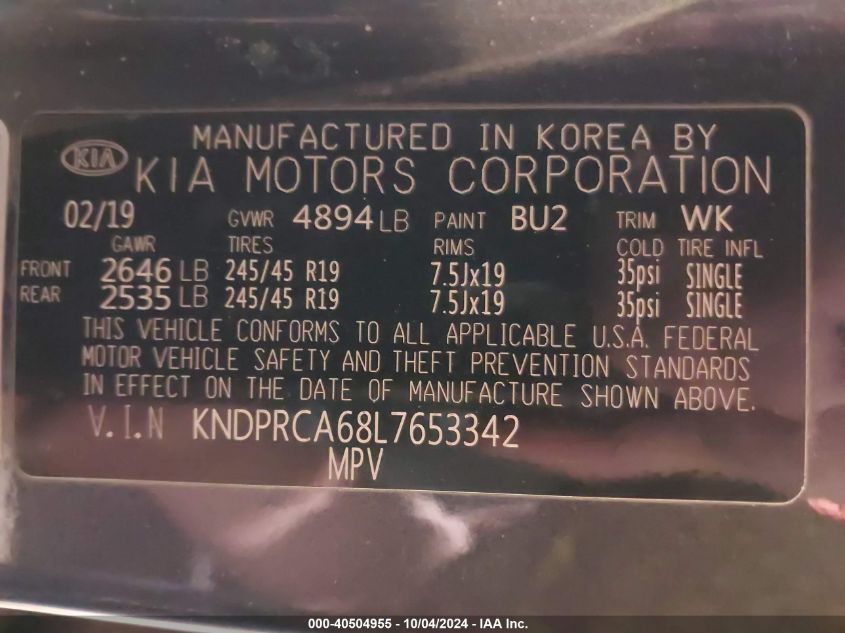 MANUFACTURED IN KOREA BY
KIA KIA MOTORS CORPORATION
02/19 GVWR 4894LB PAINT BU2 TRIM WK
GAWR TIRES RIMS COLD TIRE INFL
FRONT 2646 LB 245/45 R19 7.5Jx19 35psi SINGLE
REAR 2535 LB 245/45 R19 7.5Jx19 35psi SINGLE
THIS VEHICLE CONFORMS TO ALL APPLICABLE U.S.A. FEDERAL
MOTOR VEHICLE SAFETY AND THEFT PREVENTION STANDARDS
IN EFFECT ON THE DATE OF MANUFACTURE SHOWN ABOVE.
V.I.N KNDPRCA68L7653342
MPV
000-40504955 - 10/04/2024 - IAA Inc.